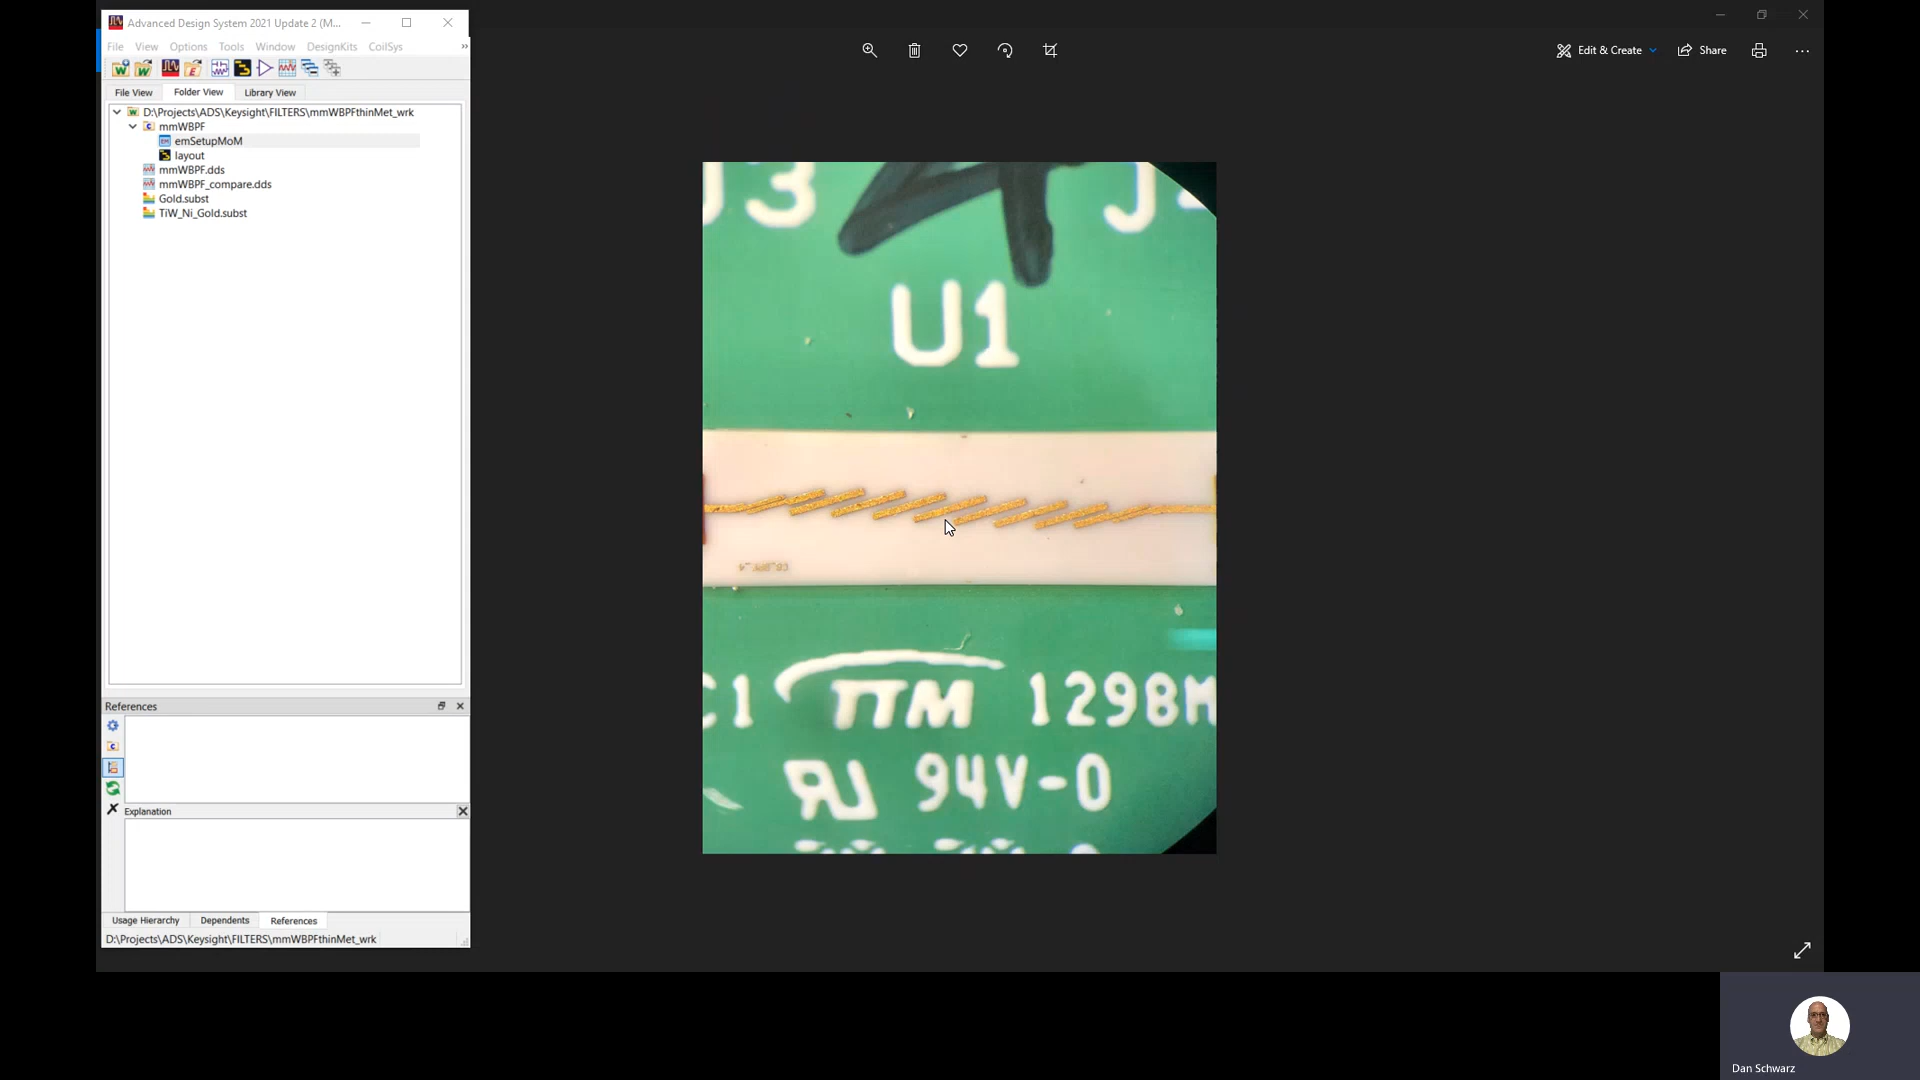 Advanced Design System 2021 Update 2 (M...
File View Options Tools Window DesignKits CoilSys »
File View Folder View Library View
D:\Projects\ADS\Keysight\FILTERS\mmWBPFthinMet_wrk
mmWBPF
emSetupMoM
layout
mmWBPF.dds
mmWBPF_compare.dds
Gold.subst
TiW_Ni_Gold.subst
References
Explanation
Usage Hierarchy Dependents References
D:\Projects\ADS\Keysight\FILTERS\mmWBPFthinMet_wrk
Edit & Create Share
U1
TTM 1298M
94V-0
Dan Schwarz